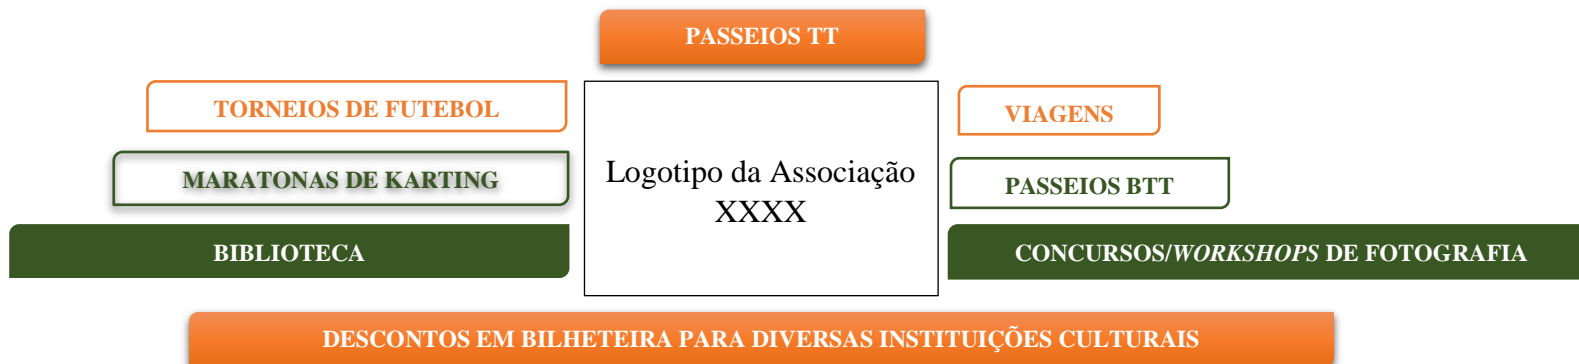 PASSEIOS TT
TORNEIOS DE FUTEBOL
VIAGENS
MARATONAS DE KARTING
PASSEIOS BTT
Logotipo da Associação
XXXX
BIBLIOTECA
CONCURSOS/WORKSHOPS DE FOTOGRAFIA
DESCONTOS EM BILHETEIRA PARA DIVERSAS INSTITUIÇÕES CULTURAIS